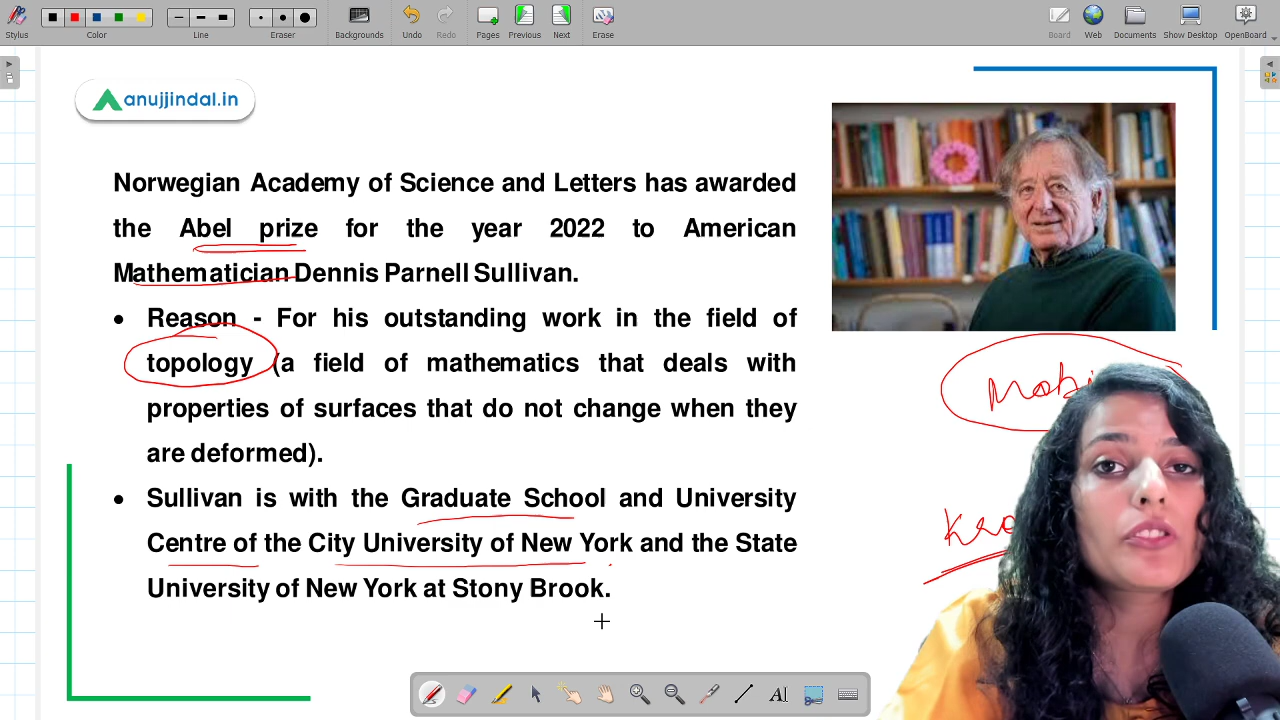 Stylus
Color
Line
Eraser
Backgrounds
Undo
Redo
Pages
Previous
Next
Erase
Board
Web
Documents
Show Desktop
OpenBoard
anujjindal.in
Norwegian Academy of Science and Letters has awarded
the Abel prize for the year 2022 to American
Mathematician Dennis Parnell Sullivan.
• Reason - For his outstanding work in the field of
topology (a field of mathematics that deals with
properties of surfaces that do not change when they
are deformed).
• Sullivan is with the Graduate School and University
Centre of the City University of New York and the State
University of New York at Stony Brook.
AI